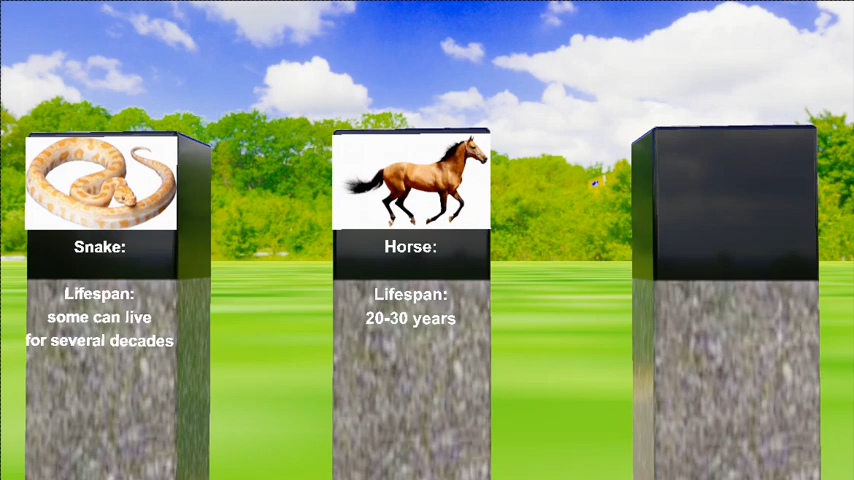 Snake:
Lifespan:
some can live
for several decades
Horse:
Lifespan:
20-30 years